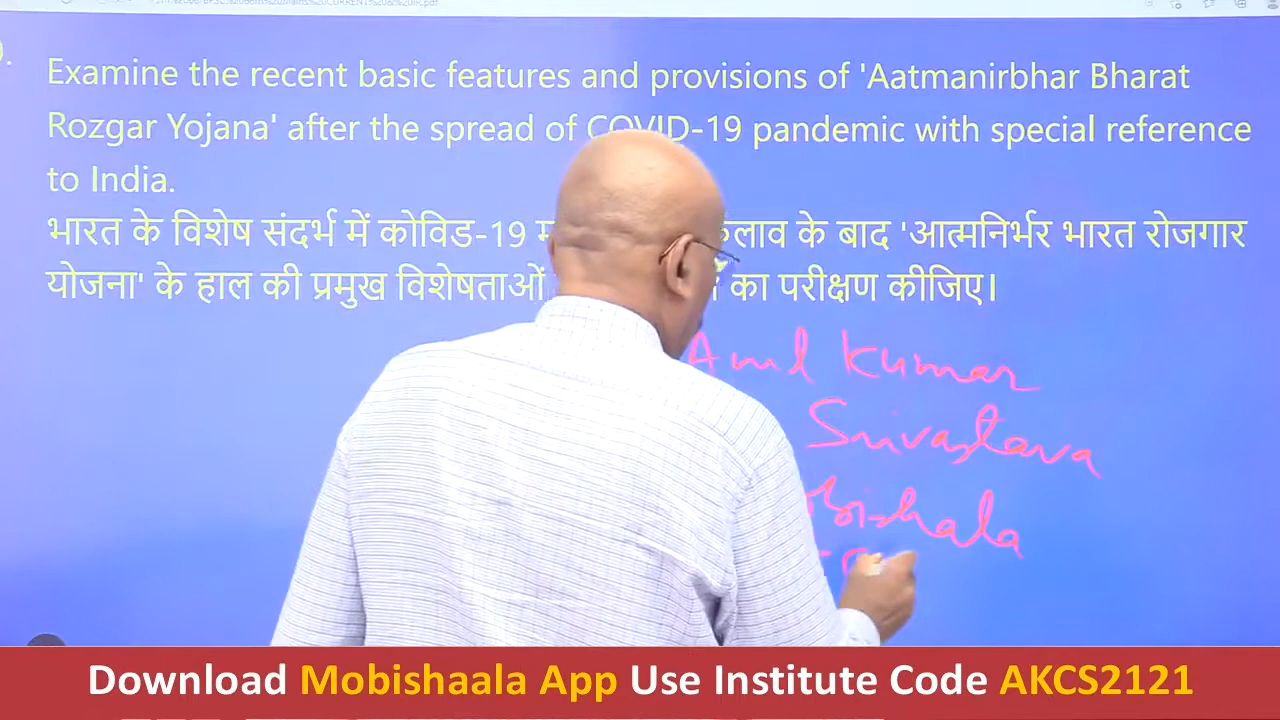 Examine the recent basic features and provisions of 'Aatmanirbhar Bharat
Rozgar Yojana' after the spread of COVID-19 pandemic with special reference
to India.
भारत के विशेष संदर्भ में कोविड-19 के बाद 'आत्मनिर्भर भारत रोजगार
योजना' के हाल की प्रमुख विशेषताओं का परीक्षण कीजिए।
Anil Kumar
Srivastava
Download Mobishaala App Use Institute Code AKCS2121